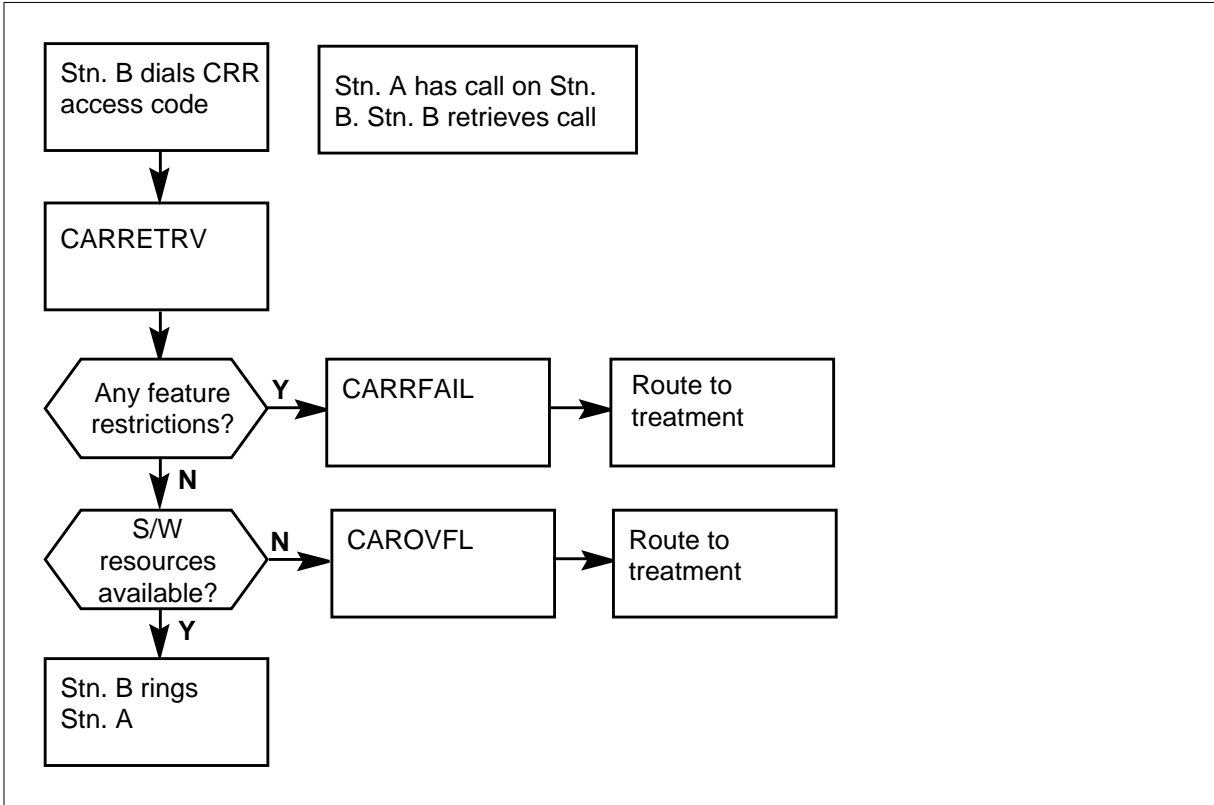 Stn. B dials CRR
access code
Stn. A has call on Stn.
B. Stn. B retrieves call
CARRETRV
Any feature
restrictions?
Y
CARRFAIL
Route to
treatment
N
S/W
resources
available?
N
CAROVFL
Route to
treatment
Y
Stn. B rings
Stn. A